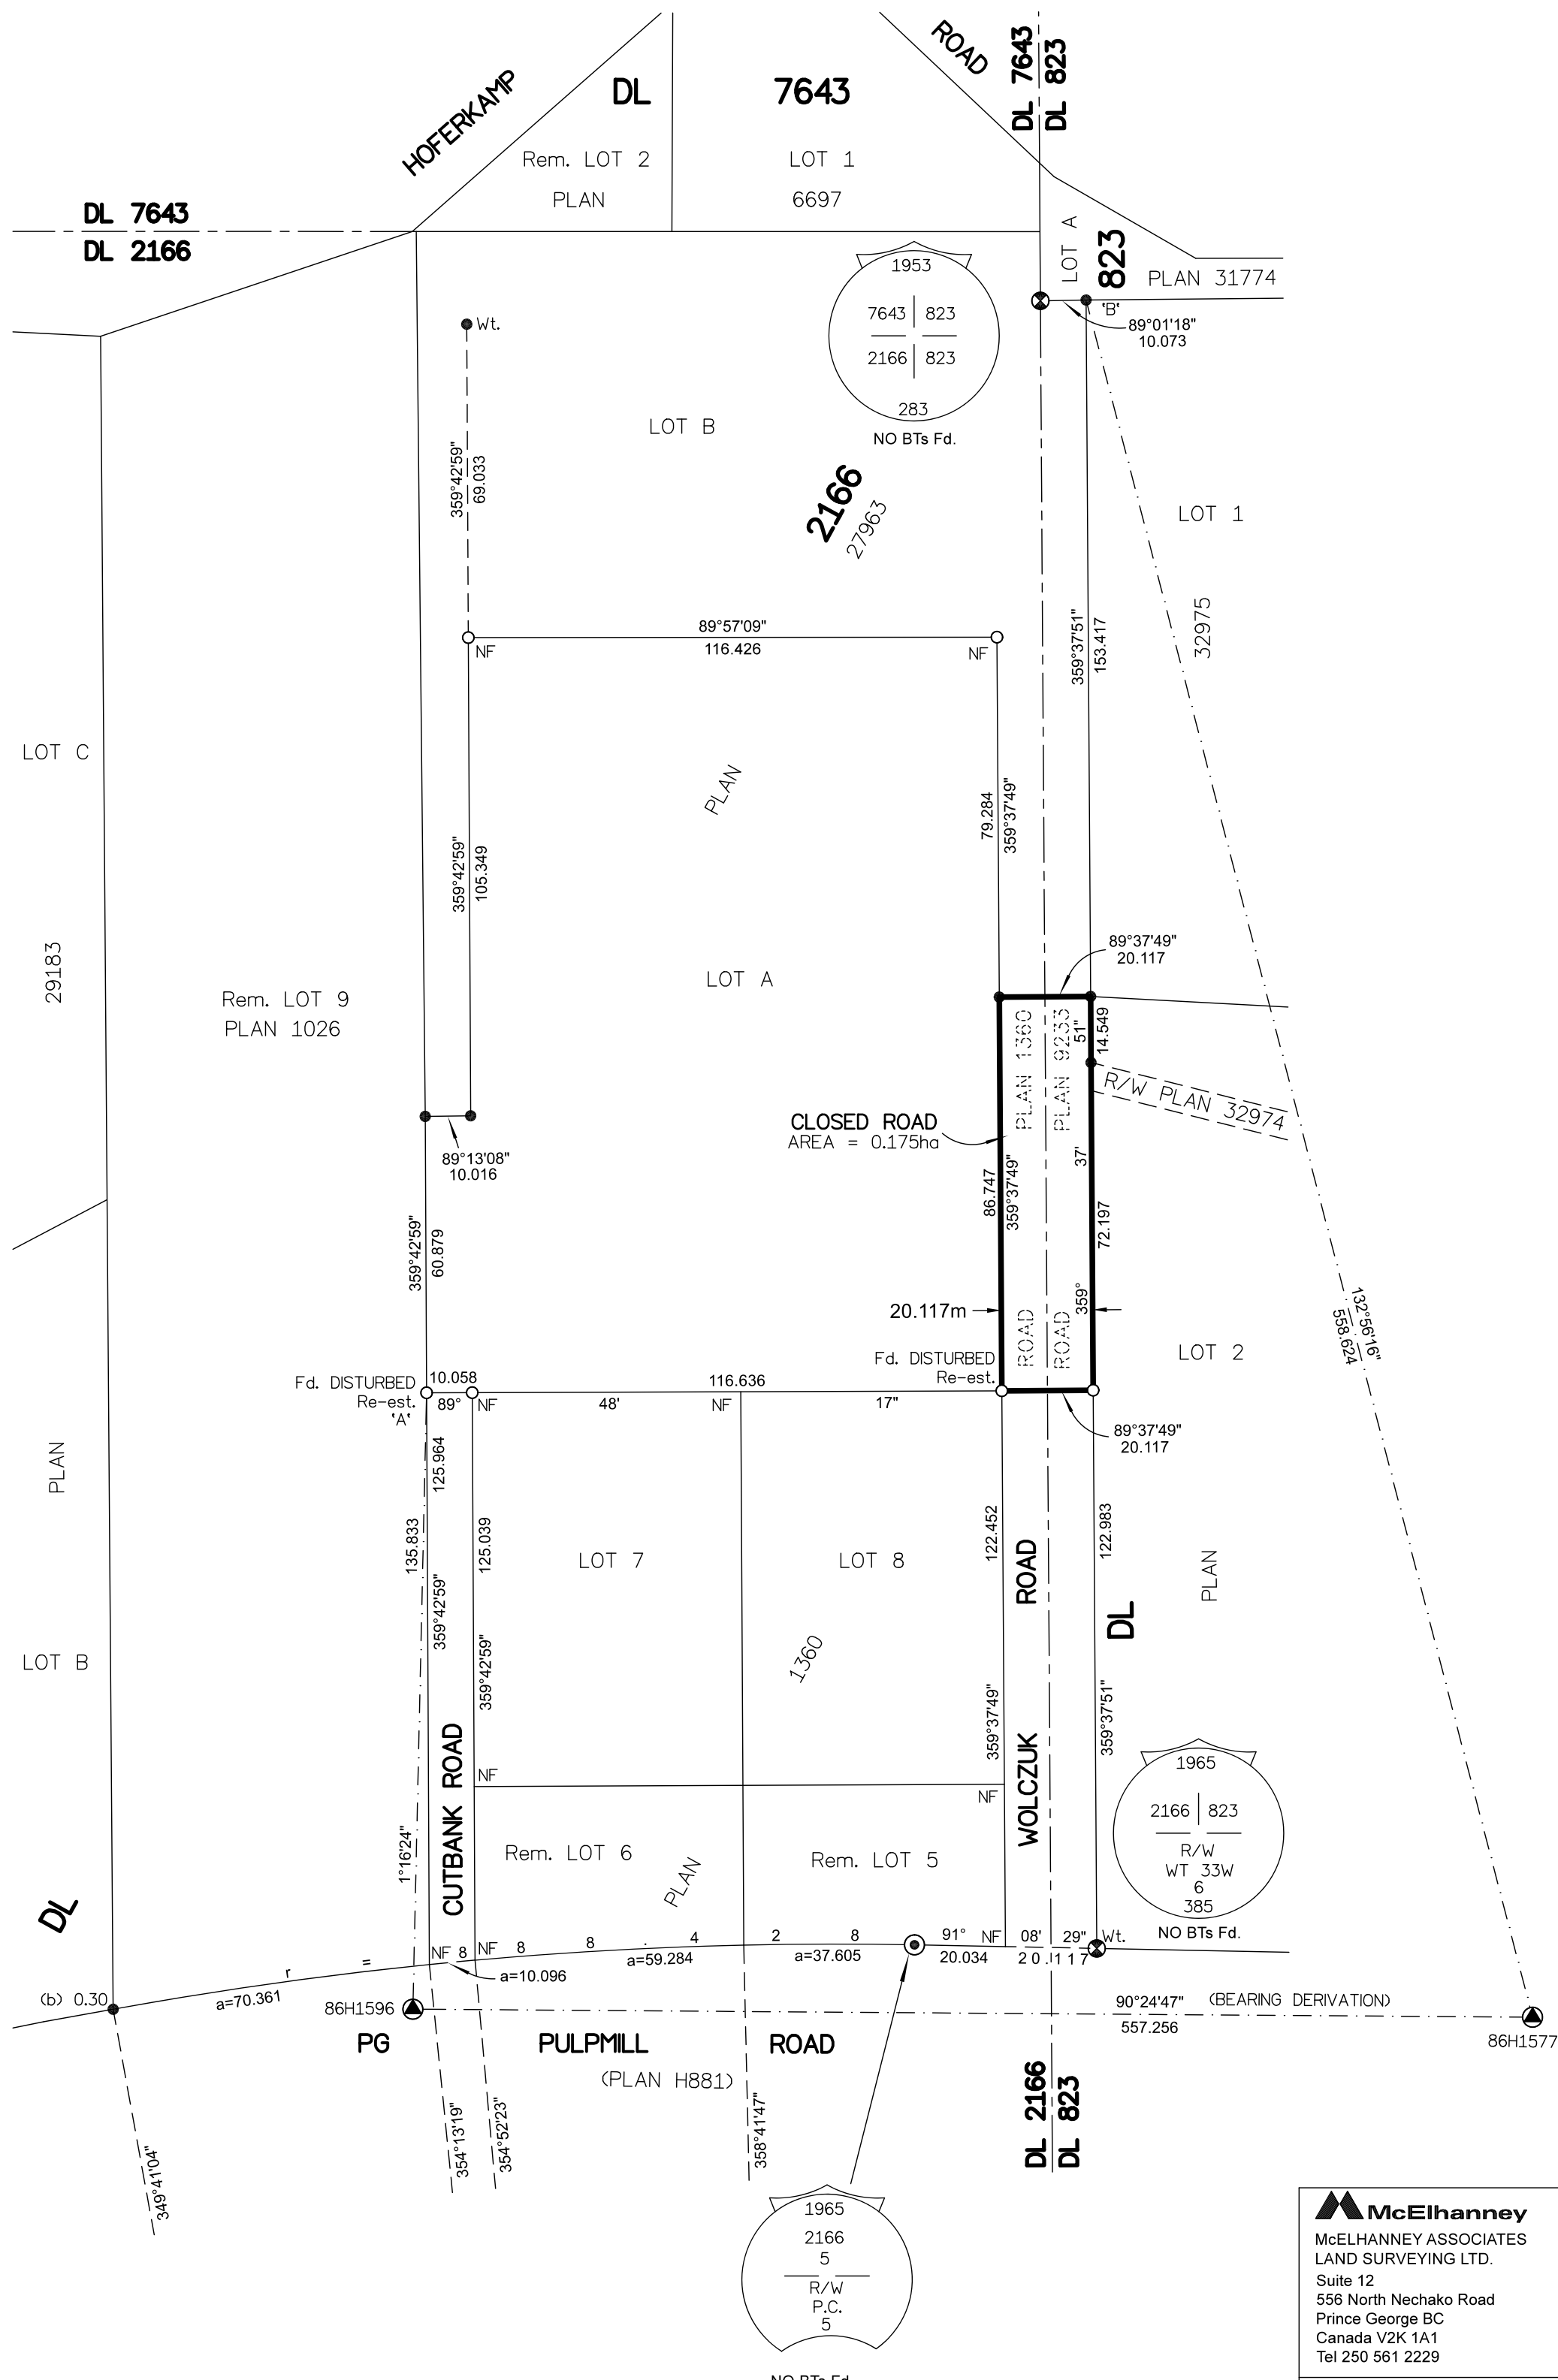 HOFERKAMP
ROAD
DL 7643
DL 7643
DL 823
Rem. LOT 2
PLAN
LOT 1
6697
DL 7643
DL 2166
LOT A
823
PLAN 31774
'B'
89°01'18"
10.073
1953
7643 823
2166 823
283
NO BTs Fd.
Wt.
359°42'59"
69.033
LOT B
2166
27963
LOT 1
32975
359°37'51"
153.417
89°57'09"
116.426
NF
NF
LOT C
29183
PLAN
359°42'59"
105.349
79.284
359°37'49"
LOT A
Rem. LOT 9
PLAN 1026
89°37'49"
20.117
PLAN 1360
PLAN 9233
51"
14.549
R/W PLAN 32974
CLOSED ROAD
AREA = 0.175ha
89°13'08"
10.016
86.747
359°37'49"
37'
72.197
359°42'59"
60.879
20.117m
ROAD
ROAD
359°
132°56'16"
558.624
LOT 2
Fd. DISTURBED
Re-est.
Fd. DISTURBED
Re-est.
'A'
10.058
116.636
89°
NF
48'
NF
17"
89°37'49"
20.117
PLAN
125.964
135.833
359°42'59"
125.039
359°42'59"
LOT 7
LOT 8
122.452
ROAD
122.983
PLAN
DL
LOT B
1360
359°37'49"
WOLCZUK
359°37'51"
CUTBANK ROAD
NF
NF
1°16'24"
Rem. LOT 6
PLAN
Rem. LOT 5
1965
2166 823
R/W
WT 33W
6
385
NO BTs Fd.
DL
r = 8 8 8 . 4 2 8
NF
NF
91° 08' 29"
NF
Wt.
a=59.284
a=37.605
20.034
20.117
a=10.096
(b) 0.30
a=70.361
86H1596
90°24'47"
(BEARING DERIVATION)
557.256
86H1577
PG PULPMILL ROAD
(PLAN H881)
DL 2166
DL 823
349°41'04"
354°13'19"
354°52'23"
358°41'47"
1965
2166
5
R/W
P.C.
5
NO BTs Fd.
McElhanney
McELHANNEY ASSOCIATES
LAND SURVEYING LTD.
Suite 12
556 North Nechako Road
Prince George BC
Canada V2K 1A1
Tel 250 561 2229